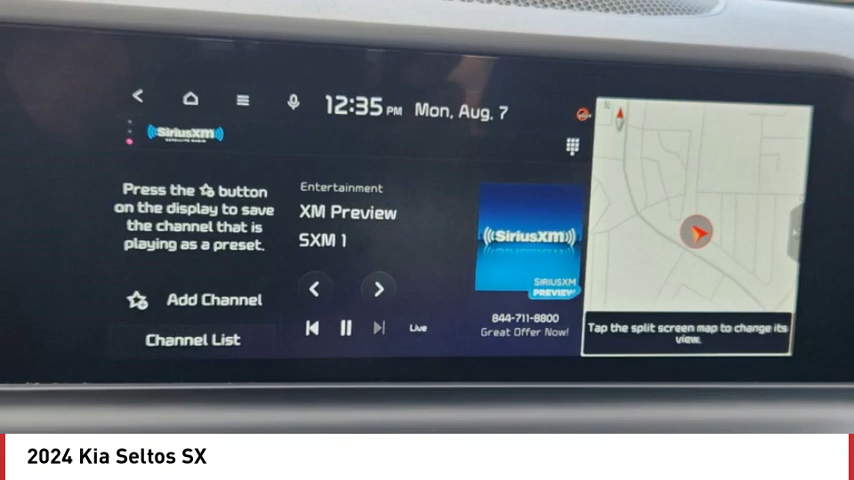 12:35 PM Mon, Aug. 7
((SiriusXM))
SATELLITE RADIO
Press the button
on the display to save
the channel that is
playing as a preset.
Add Channel
Channel List
Entertainment
XM Preview
SXM 1
Live
((SiriusXM))
SIRIUSXM
PREVIEW
844-711-8800
Great Offer Now!
N
Tap the split screen map to change its
view.
2024 Kia Seltos SX